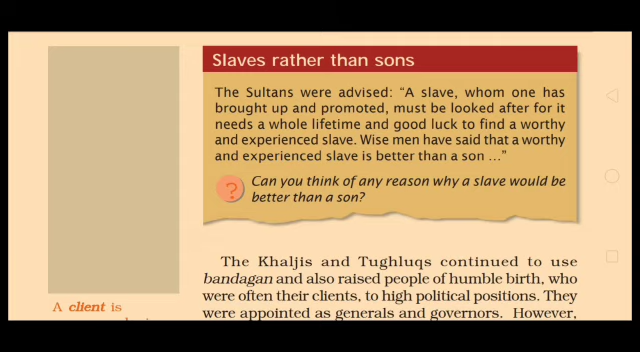 Slaves rather than sons
The Sultans were advised: “A slave, whom one has
brought up and promoted, must be looked after for it
needs a whole lifetime and good luck to find a worthy
and experienced slave. Wise men have said that a worthy
and experienced slave is better than a son ...”
?
Can you think of any reason why a slave would be
better than a son?
The Khaljis and Tughluqs continued to use
bandagan and also raised people of humble birth, who
were often their clients, to high political positions. They
were appointed as generals and governors. However,
A client is